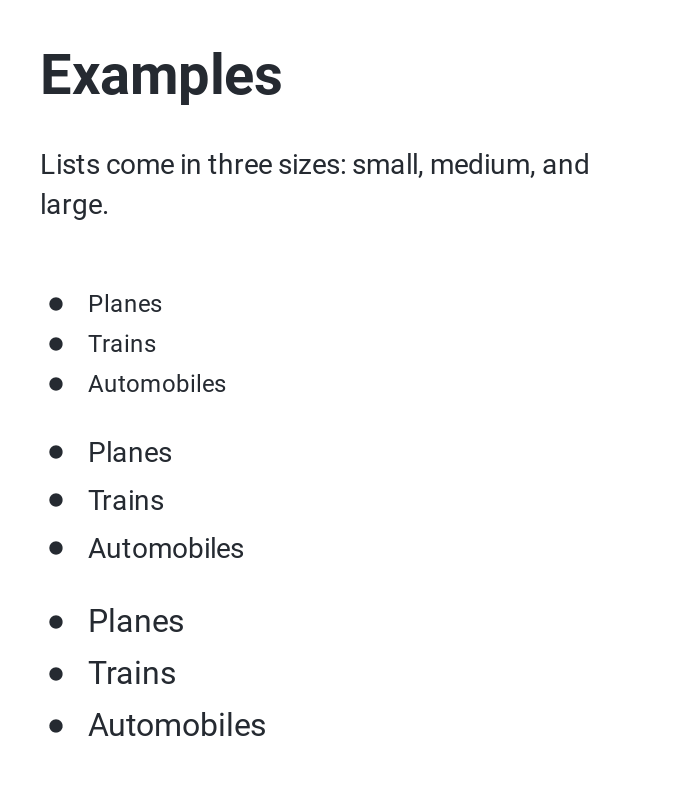 Examples
Lists come in three sizes: small, medium, and
large.
Planes
Trains
Automobiles
Planes
Trains
Automobiles
Planes
Trains
Automobiles